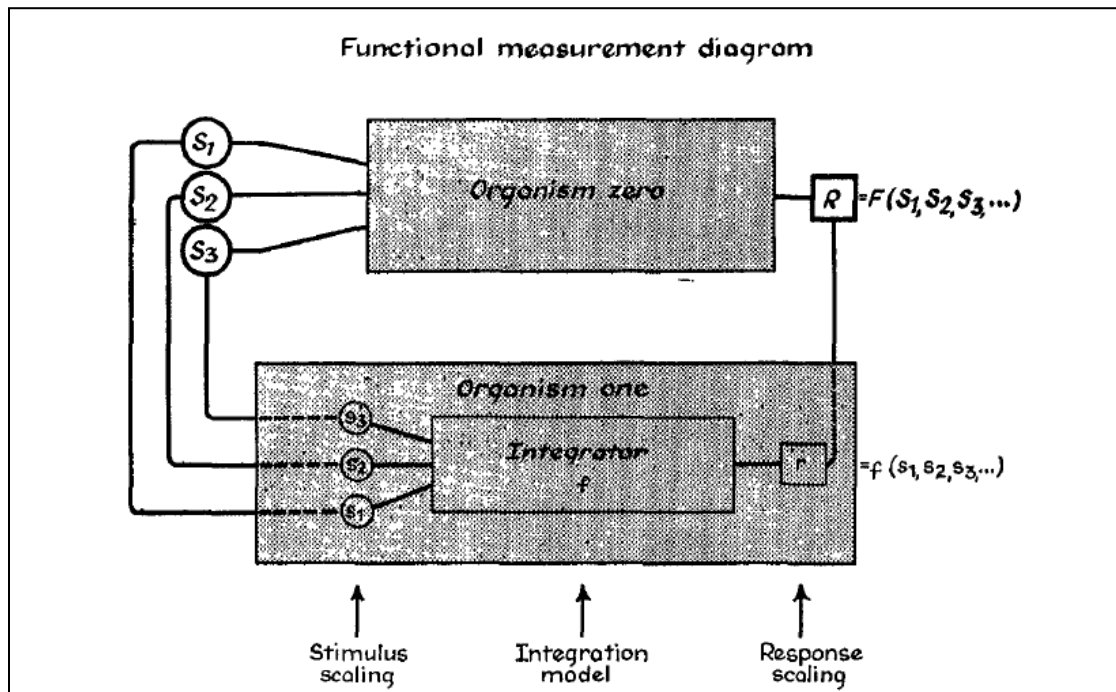 Functional measurement diagram
S1
S2
S3
Organism zero
R =F(S1,S2,S3,...)
Organism one
s3
s2
s1
Integrator
f
r =f(s1,s2,s3,...)
Stimulus scaling
Integration model
Response scaling